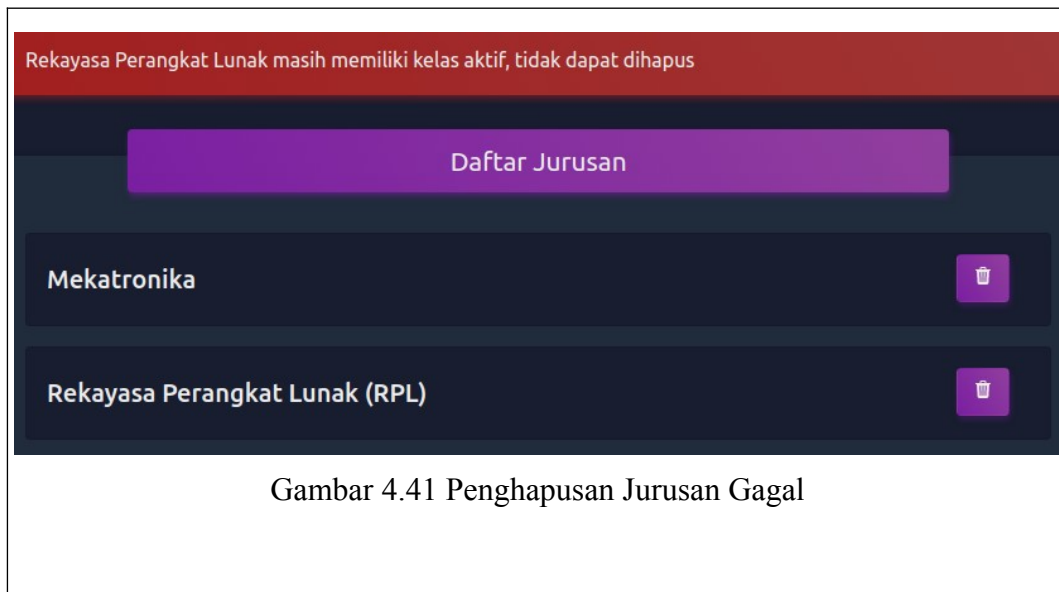 Rekayasa Perangkat Lunak masih memiliki kelas aktif, tidak dapat dihapus
Daftar Jurusan
Mekatronika
Rekayasa Perangkat Lunak (RPL)
Gambar 4.41 Penghapusan Jurusan Gagal